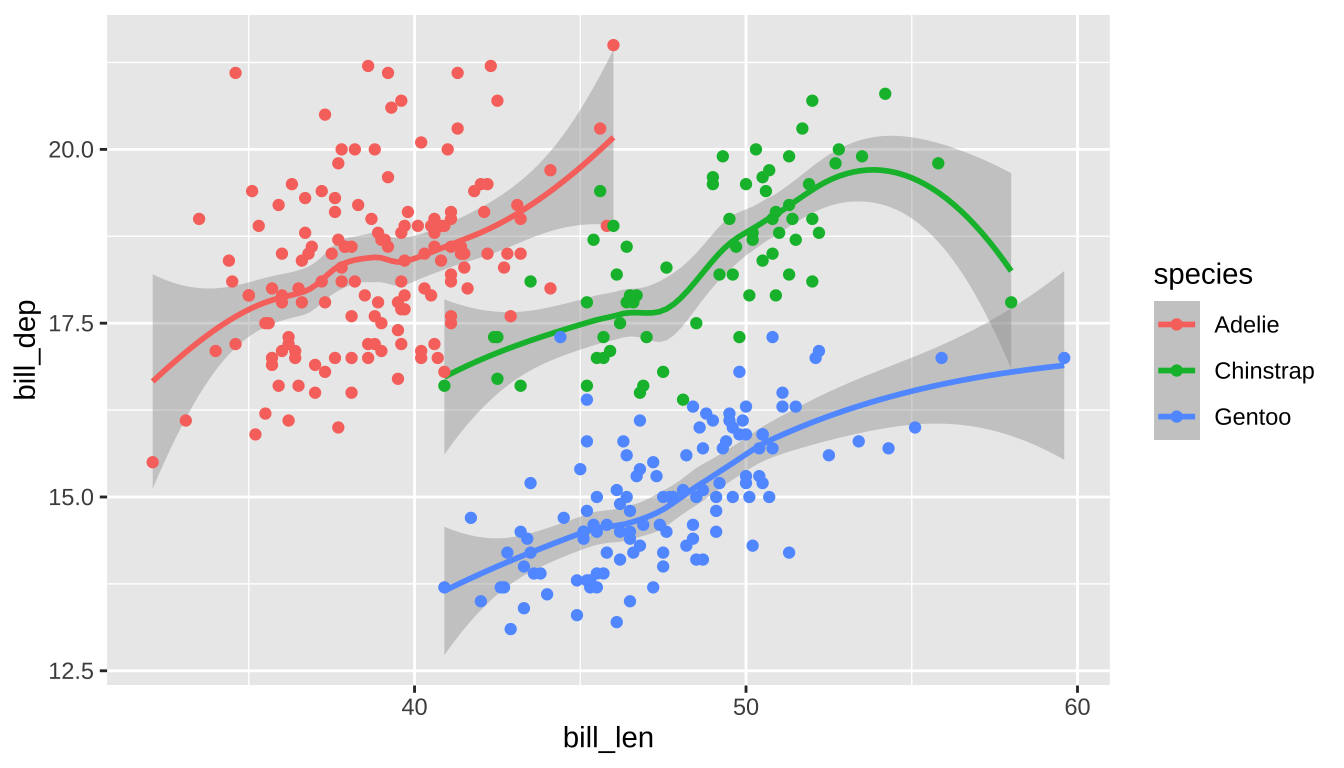 bill_dep
20.0
17.5
15.0
12.5
40
50
60
bill_len
species
Adelie
Chinstrap
Gentoo